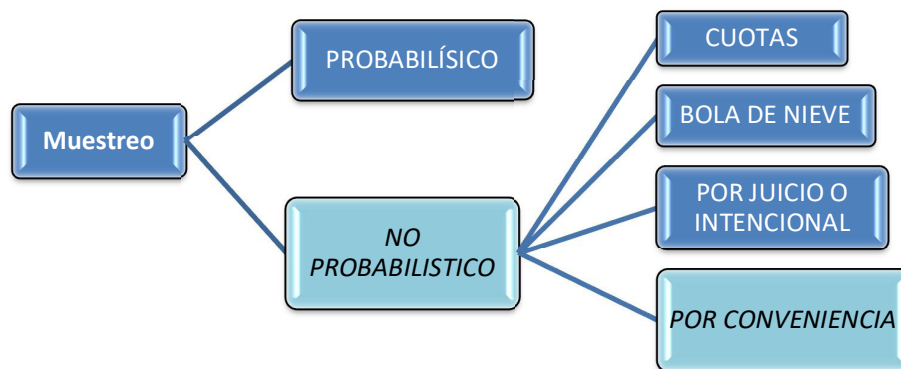 Muestreo
PROBABILÍSICO
NO
PROBABILISTICO
CUOTAS
BOLA DE NIEVE
POR JUICIO O
INTENCIONAL
POR CONVENIENCIA